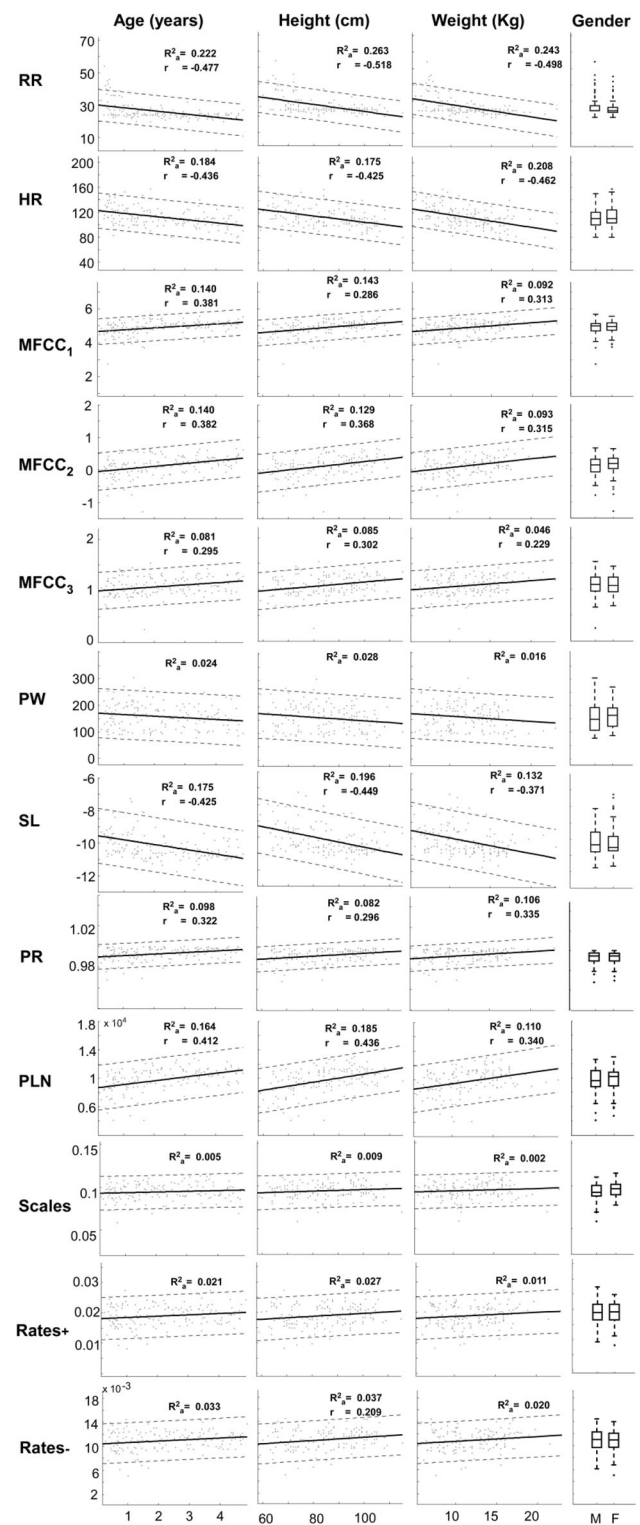 Age (years) Height (cm) Weight (Kg) Gender
RR
70
50
30
10
R²a= 0.222
r = -0.477
R²a= 0.263
r = -0.518
R²a= 0.243
r = -0.498
HR
200
160
120
80
40
R²a= 0.184
r = -0.436
R²a= 0.175
r = -0.425
R²a= 0.208
r = -0.462
MFCC1
6
4
2
R²a= 0.140
r = 0.381
R²a= 0.143
r = 0.286
R²a= 0.092
r = 0.313
MFCC2
2
1
0
-1
R²a= 0.140
r = 0.382
R²a= 0.129
r = 0.368
R²a= 0.093
r = 0.315
MFCC3
2
1
0
R²a= 0.081
r = 0.295
R²a= 0.085
r = 0.302
R²a= 0.046
r = 0.229
PW
300
200
100
0
R²a= 0.024
R²a= 0.028
R²a= 0.016
SL
-6
-8
-10
-12
R²a= 0.175
r = -0.425
R²a= 0.196
r = -0.449
R²a= 0.132
r = -0.371
PR
1.02
0.98
R²a= 0.098
r = 0.322
R²a= 0.082
r = 0.296
R²a= 0.106
r = 0.335
PLN
1.8 x 10⁴
1.4
1
0.6
R²a= 0.164
r = 0.412
R²a= 0.185
r = 0.436
R²a= 0.110
r = 0.340
Scales
0.15
0.1
0.05
R²a= 0.005
R²a= 0.009
R²a= 0.002
Rates+
0.03
0.02
0.01
R²a= 0.021
R²a= 0.027
R²a= 0.011
Rates-
x 10⁻³
18
14
10
6
2
R²a= 0.033
R²a= 0.037
r = 0.209
R²a= 0.020
1 2 3 4 60 80 100 10 15 20 M F